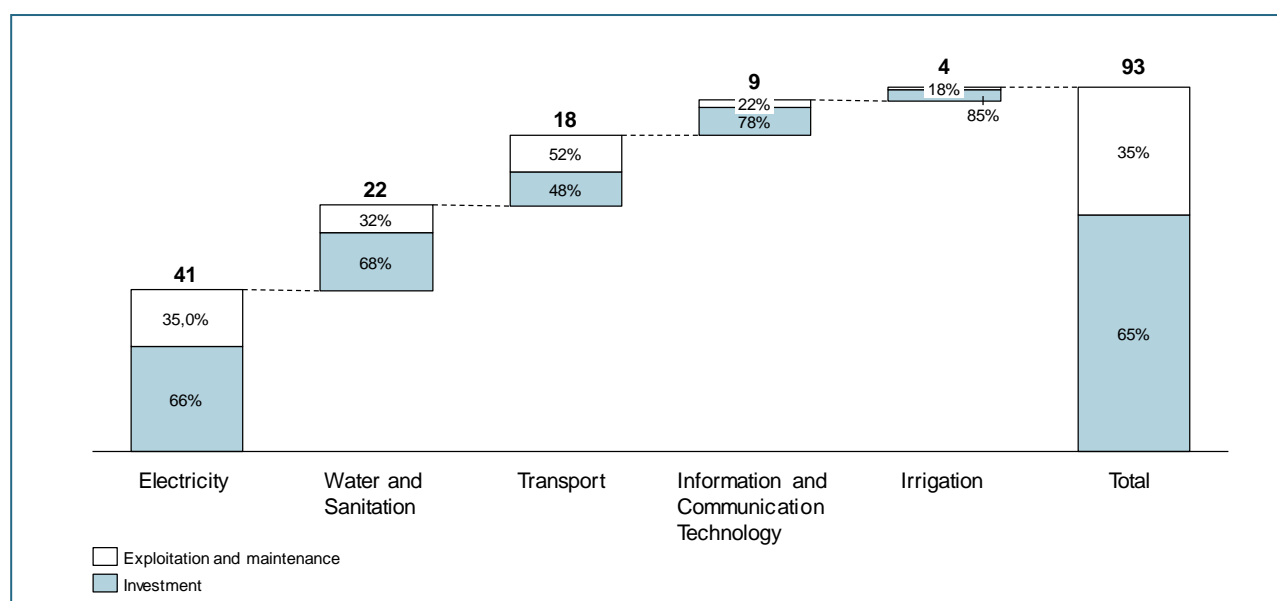 4
93
9
18%
22%
18
78%
85%
52%
35%
22
48%
32%
68%
41
35,0%
65%
66%
Electricity
Water and
Sanitation
Transport
Information and
Communication
Technology
Irrigation
Total
Exploitation and maintenance
Investment